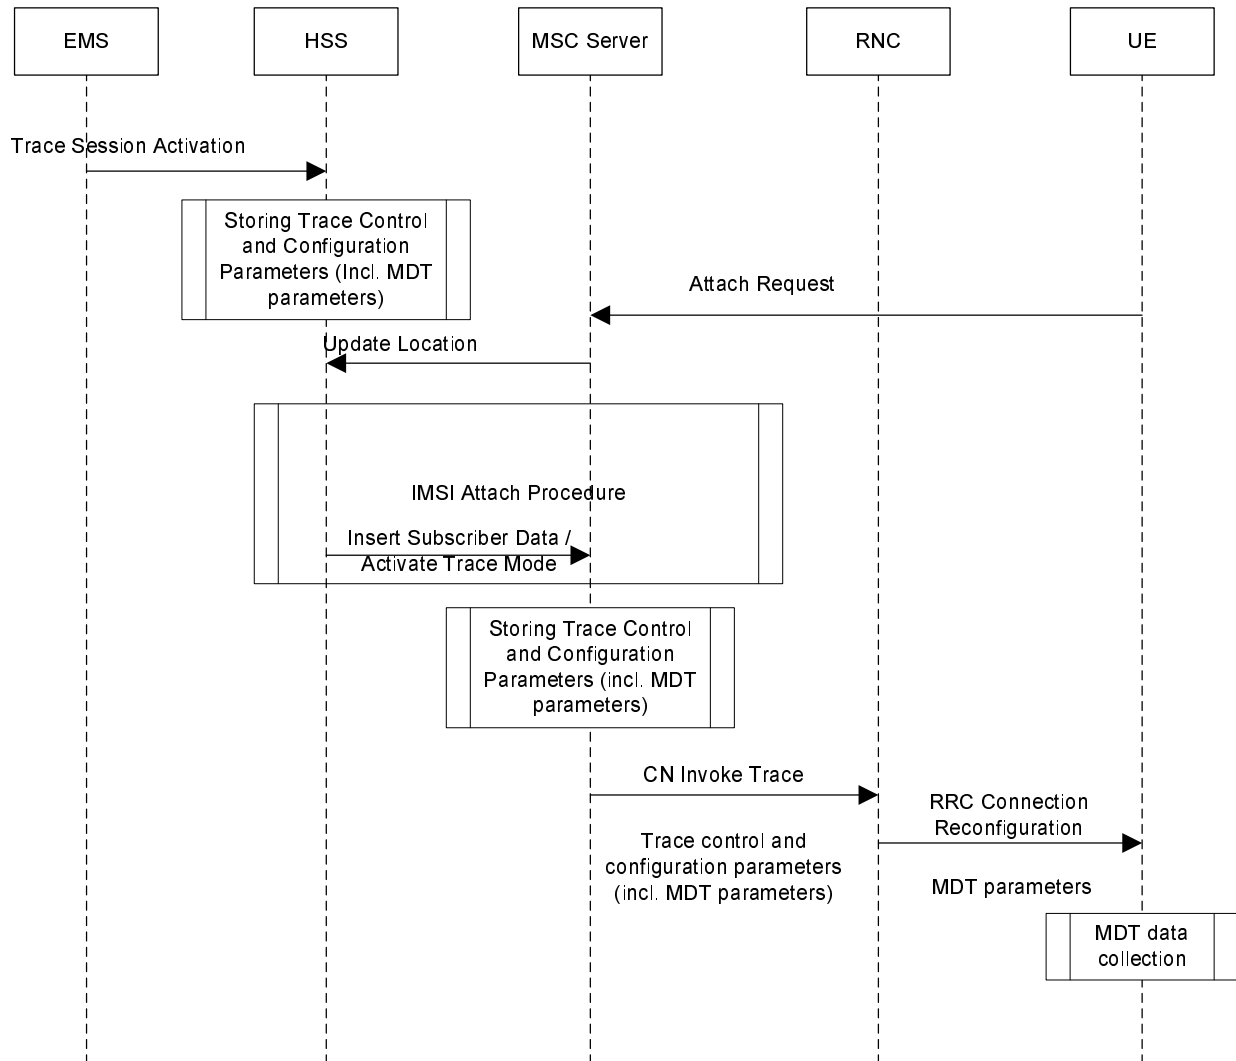 EMS
HSS
MSC Server
RNC
UE
Trace Session Activation
Storing Trace Control
and Configuration
Parameters (Incl. MDT
parameters)
Attach Request
Update Location
IMSI Attach Procedure
Insert Subscriber Data /
Activate Trace Mode
Storing Trace Control
and Configuration
Parameters (incl. MDT
parameters)
CN Invoke Trace
RRC Connection
Reconfiguration
Trace control and
configuration parameters
(incl. MDT parameters)
MDT parameters
MDT data
collection